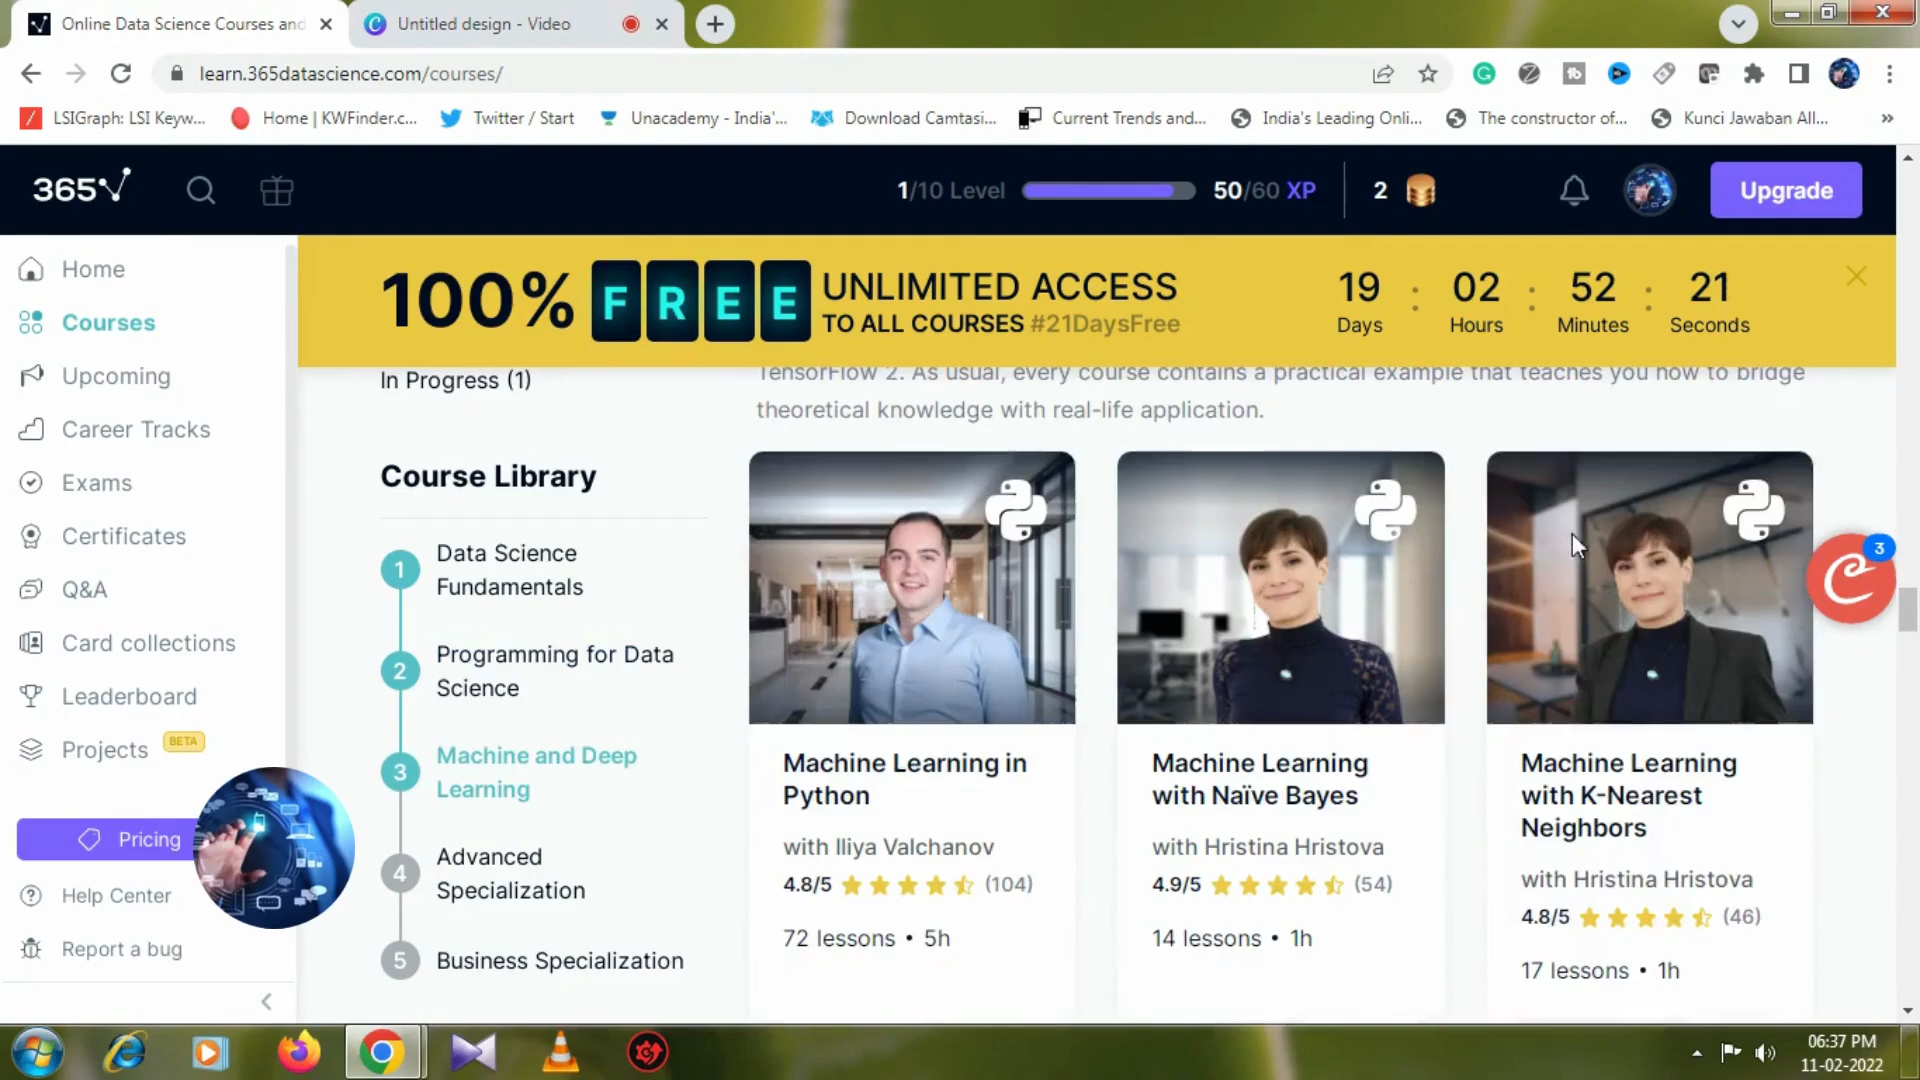 Online Data Science Courses and
Untitled design - Video
learn.365datascience.com/courses/
LSIGraph: LSI Keyw...
Home | KWFinder.c...
Twitter / Start
Unacademy - India'...
Download Camtasi...
Current Trends and...
India's Leading Onli...
The constructor of...
Kunci Jawaban All...
»
365
1/10 Level
50/60 XP
2
Upgrade
Home
Courses
Upcoming
Career Tracks
Exams
Certificates
Q&A
Card collections
Leaderboard
Projects BETA
Pricing
Help Center
Report a bug
100% FREE UNLIMITED ACCESS
TO ALL COURSES #21DaysFree
19 : 02 : 52 : 21
Days Hours Minutes Seconds
In Progress (1)
Course Library
1 Data Science
Fundamentals
2 Programming for Data
Science
3 Machine and Deep
Learning
4 Advanced
Specialization
5 Business Specialization
TensorFlow 2. As usual, every course contains a practical example that teaches you how to bridge
theoretical knowledge with real-life application.
Machine Learning in
Python
with Iliya Valchanov
4.8/5 (104)
72 lessons • 5h
Machine Learning
with Naïve Bayes
with Hristina Hristova
4.9/5 (54)
14 lessons • 1h
Machine Learning
with K-Nearest
Neighbors
with Hristina Hristova
4.8/5 (46)
17 lessons • 1h
3
06:37 PM
11-02-2022